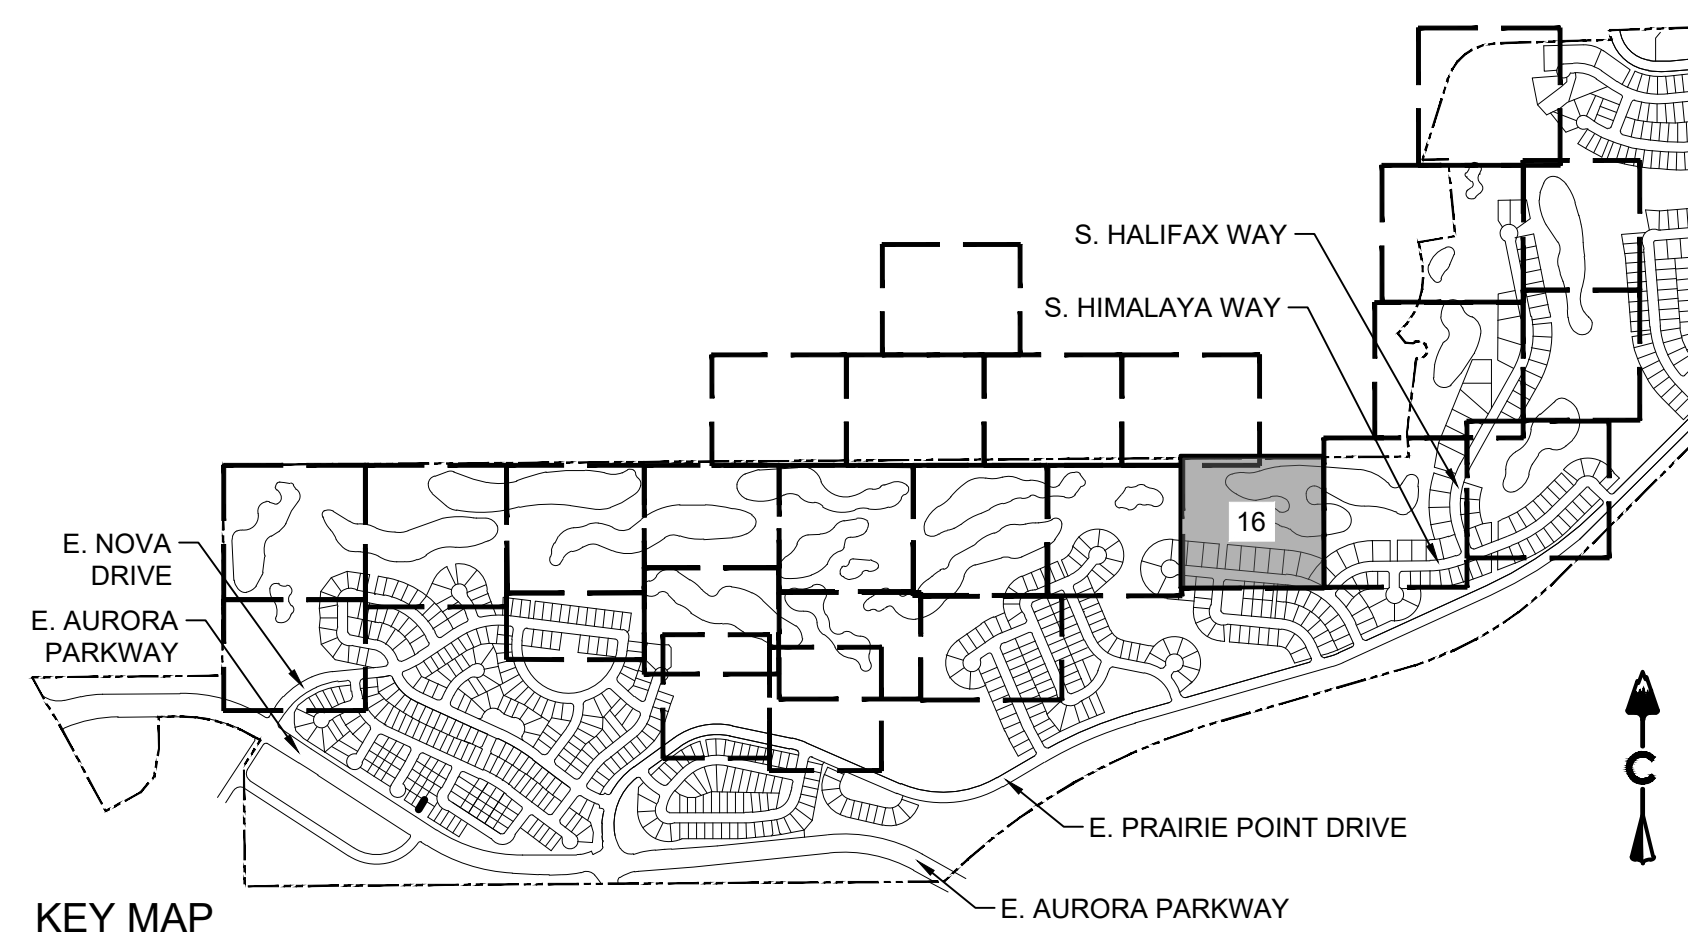 S. HALIFAX WAY
S. HIMALAYA WAY
16
E. NOVA
DRIVE
E. AURORA
PARKWAY
E. PRAIRIE POINT DRIVE
E. AURORA PARKWAY
KEY MAP
C